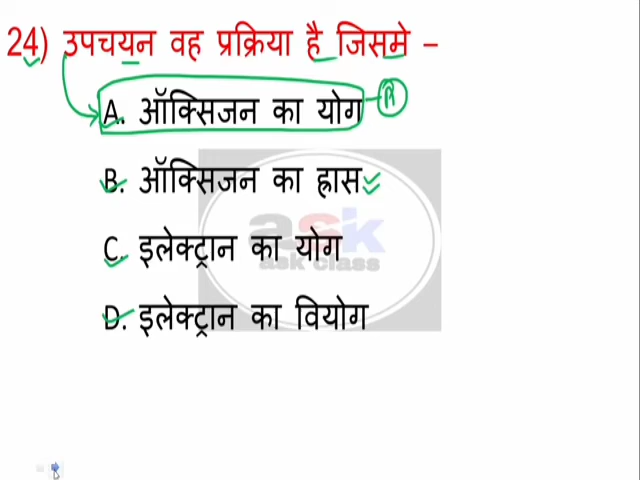 24) उपचयन वह प्रक्रिया है जिसमे –
A. ऑक्सिजन का योग
B. ऑक्सिजन का ह्रास
ask
ask class
C. इलेक्ट्रान का योग
D. इलेक्ट्रान का वियोग